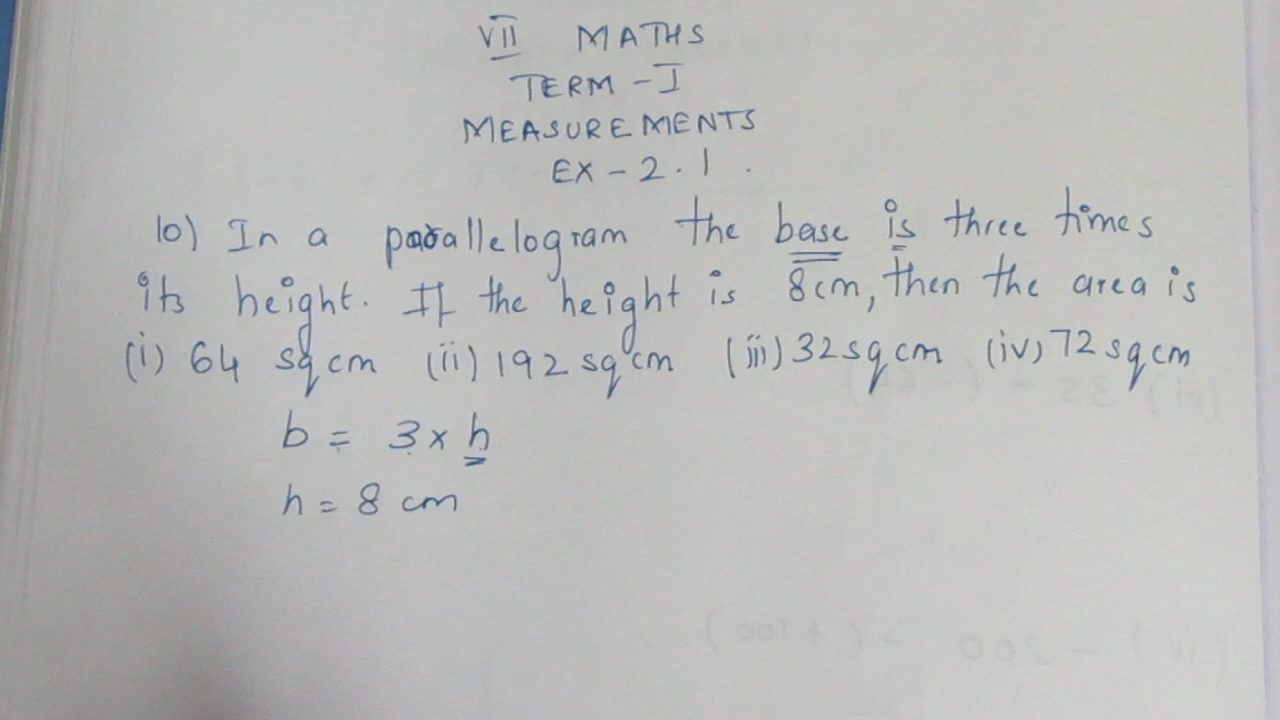 VII MATHS
TERM - I
MEASUREMENTS
EX - 2.1.
10) In a parallelogram the base is three times
its height. If the height is 8cm, then the area is
(i) 64 sq cm (ii) 192 sq cm (iii) 32 sq cm (iv) 72 sq cm
b = 3 × h
h = 8 cm